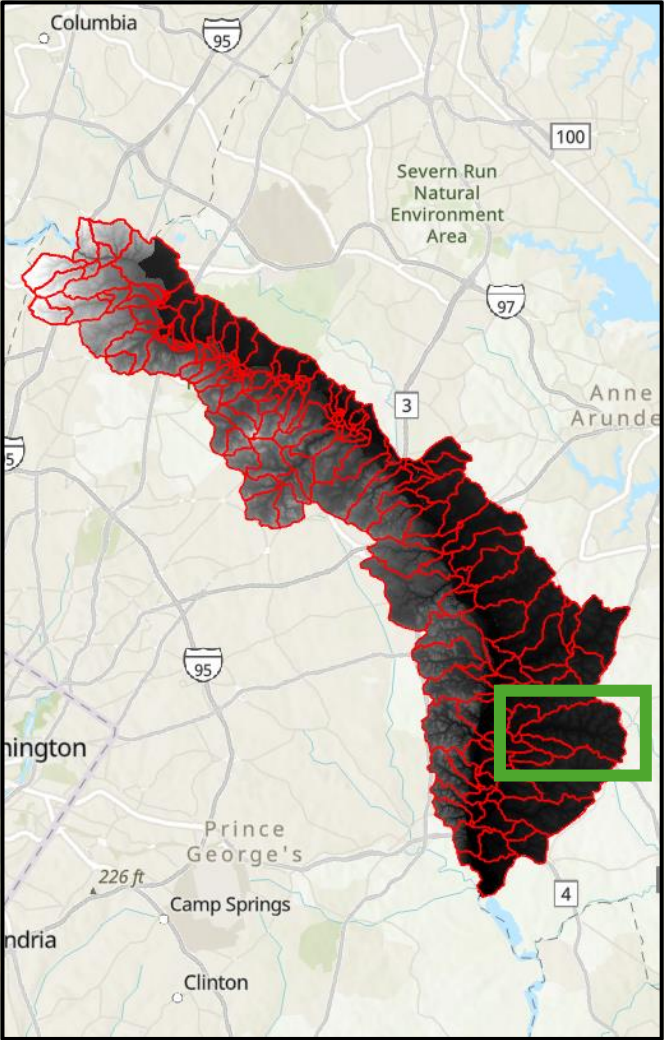 Columbia
95
100
Severn Run
Natural
Environment
Area
97
Anne
Arunde
3
5
95
nington
Prince
George's
226 ft
Camp Springs
4
ndria
Clinton